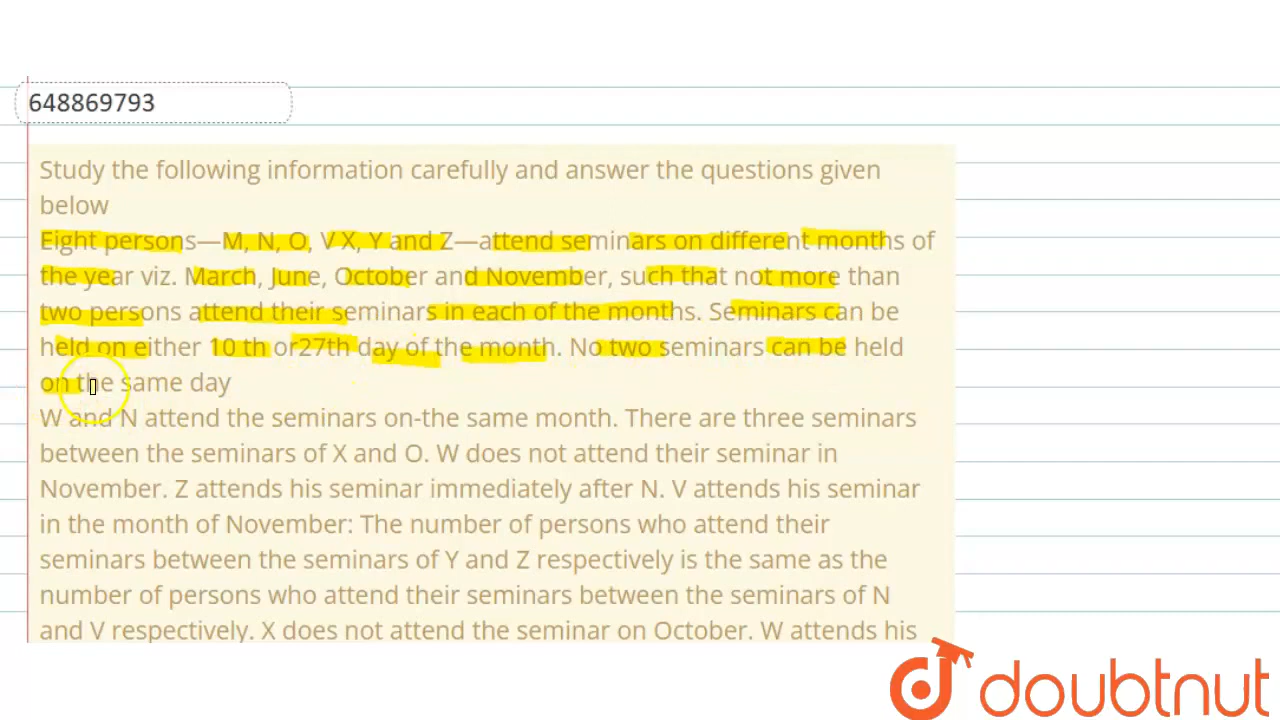 648869793
Study the following information carefully and answer the questions given
below
Eight persons—M, N, O, V X, Y and Z—attend seminars on different months of
the year viz. March, June, October and November, such that not more than
two persons attend their seminars in each of the months. Seminars can be
held on either 10 th or27th day of the month. No two seminars can be held
on the same day
W and N attend the seminars on-the same month. There are three seminars
between the seminars of X and O. W does not attend their seminar in
November. Z attends his seminar immediately after N. V attends his seminar
in the month of November: The number of persons who attend their
seminars between the seminars of Y and Z respectively is the same as the
number of persons who attend their seminars between the seminars of N
and V respectively. X does not attend the seminar on October. W attends his
doubtnut